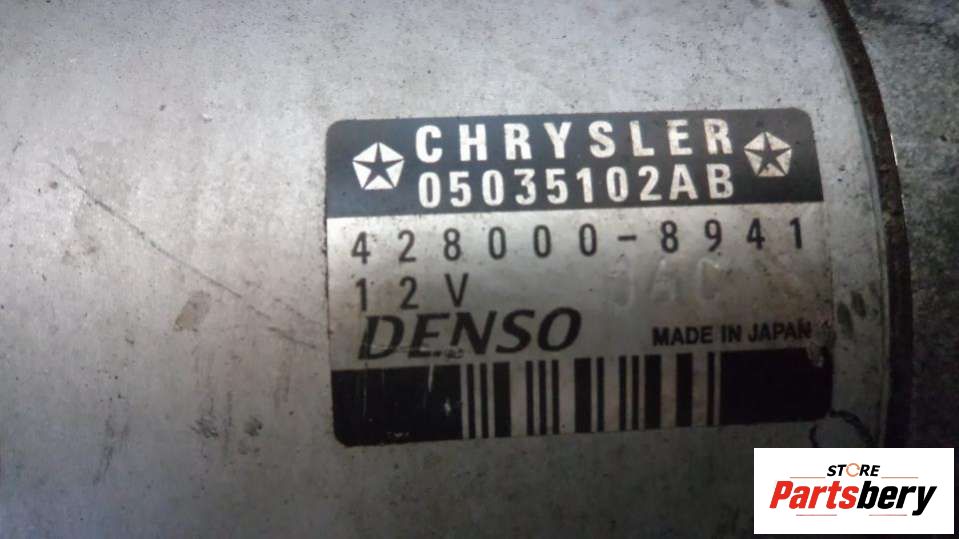 CHRYSLER
05035102AB
428000-8941
12V
DENSO
MADE IN JAPAN
STORE
Partsbery